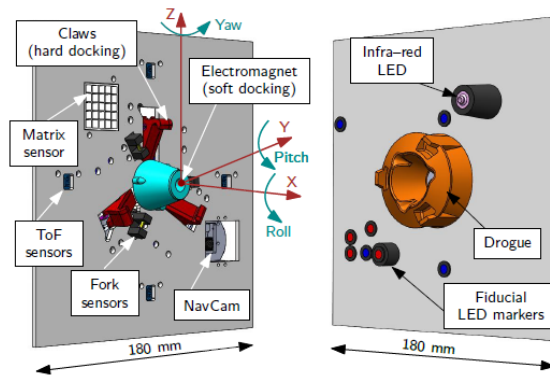 Claws
(hard docking)
Z
Yaw
Electromagnet
(soft docking)
Matrix
sensor
Y
Pitch
X
Roll
ToF
sensors
Fork
sensors
NavCam
180 mm
Infra-red
LED
Drogue
Fiducial
LED markers
180 mm